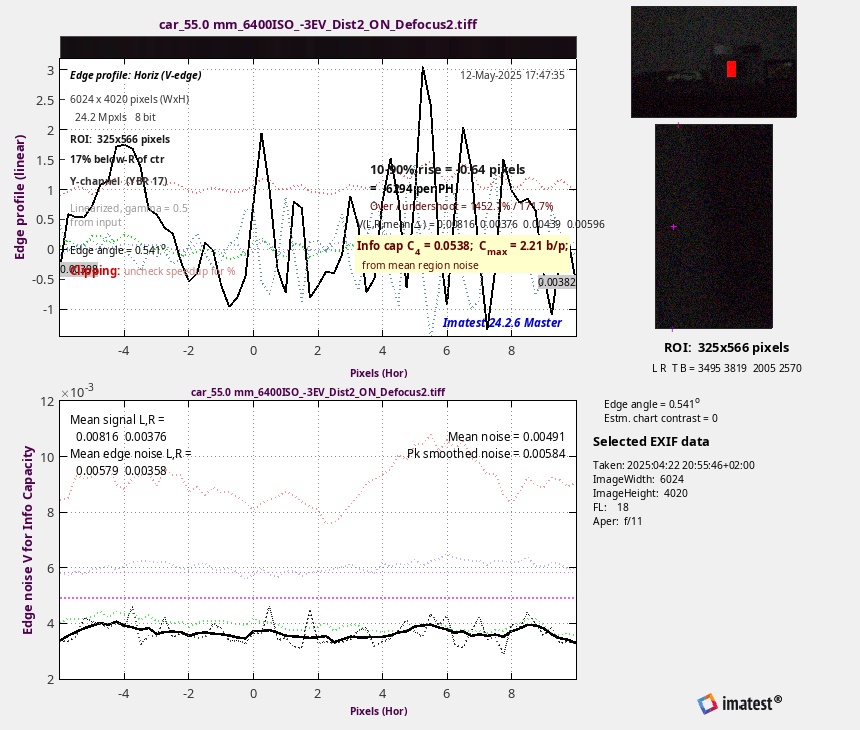 car_55.0 mm_6400ISO_-3EV_Dist2_ON_Defocus2.tiff
Edge profile (linear)
3
2.5
2
1.5
1
0.5
0
-0.5
-1
Edge profile: Horiz (V-edge)
12-May-2025 17:47:35
6024 x 4020 pixels (WxH)
24.2 Mpxls 8 bit
ROI: 325x566 pixels
17% below-R of ctr
Y-channel (YBR 17)
Linearized, gamma = 0.5
from input
Edge angle = 0.541°
Clipping: uncheck speedup for %
0.00399
10-90% rise = -0.64 pixels
= -6294 per PH
Over / undershoot = 1452.1% / 171.7%
0.00816 0.00376 0.00439 0.00596
Info cap C4 = 0.0538; Cmax = 2.21 b/p;
from mean region noise
0.00382
Imatest 24.2.6 Master
-4 -2 0 2 4 6 8
Pixels (Hor)
car_55.0 mm_6400ISO_-3EV_Dist2_ON_Defocus2.tiff
×10-3
Edge noise V for Info Capacity
12
10
8
6
4
2
Mean signal L,R =
0.00816 0.00376
Mean edge noise L,R =
0.00579 0.00358
Mean noise = 0.00491
Pk smoothed noise = 0.00584
-4 -2 0 2 4 6 8
Pixels (Hor)
ROI: 325x566 pixels
L R T B = 3495 3819 2005 2570
Edge angle = 0.541°
Estm. chart contrast = 0
Selected EXIF data
Taken: 2025:04:22 20:55:46+02:00
ImageWidth: 6024
ImageHeight: 4020
FL: 18
Aper: f/11
imatest®